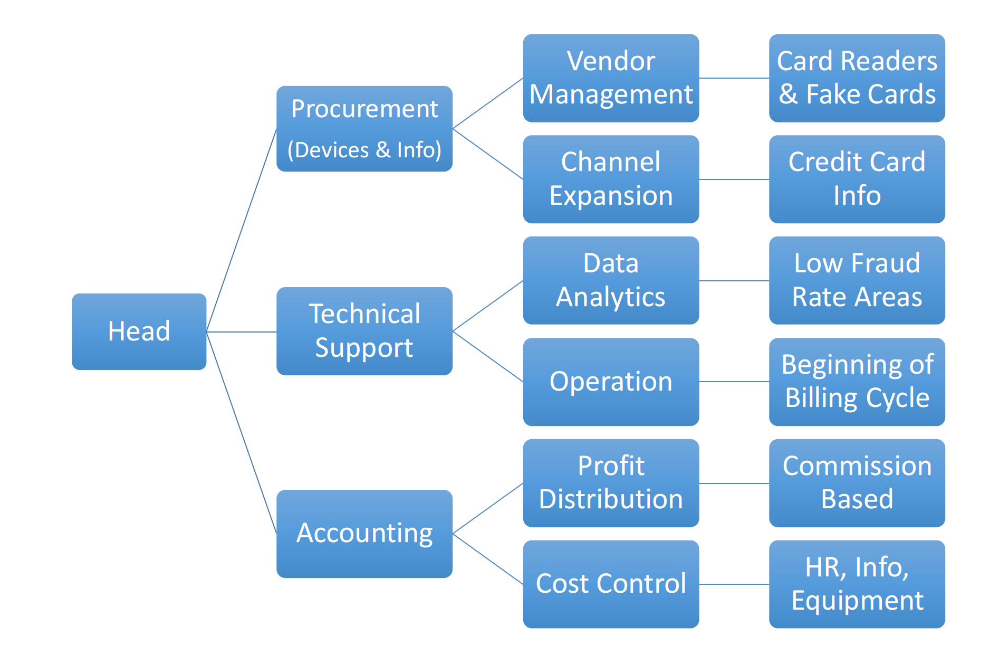 Head
Procurement
(Devices & Info)
Vendor
Management
Card Readers
& Fake Cards
Channel
Expansion
Credit Card
Info
Technical
Support
Data
Analytics
Low Fraud
Rate Areas
Operation
Beginning of
Billing Cycle
Accounting
Profit
Distribution
Commission
Based
Cost Control
HR, Info,
Equipment